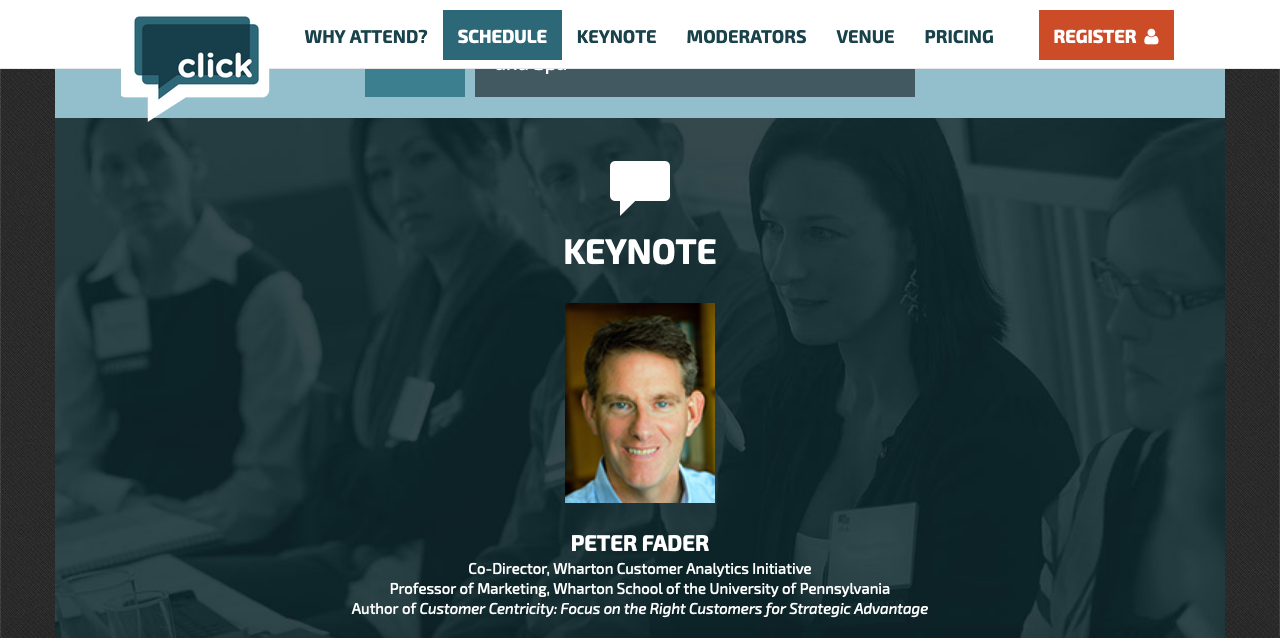 click
WHY ATTEND? SCHEDULE KEYNOTE MODERATORS VENUE PRICING REGISTER
KEYNOTE
PETER FADER
Co-Director, Wharton Customer Analytics Initiative
Professor of Marketing, Wharton School of the University of Pennsylvania
Author of Customer Centricity: Focus on the Right Customers for Strategic Advantage